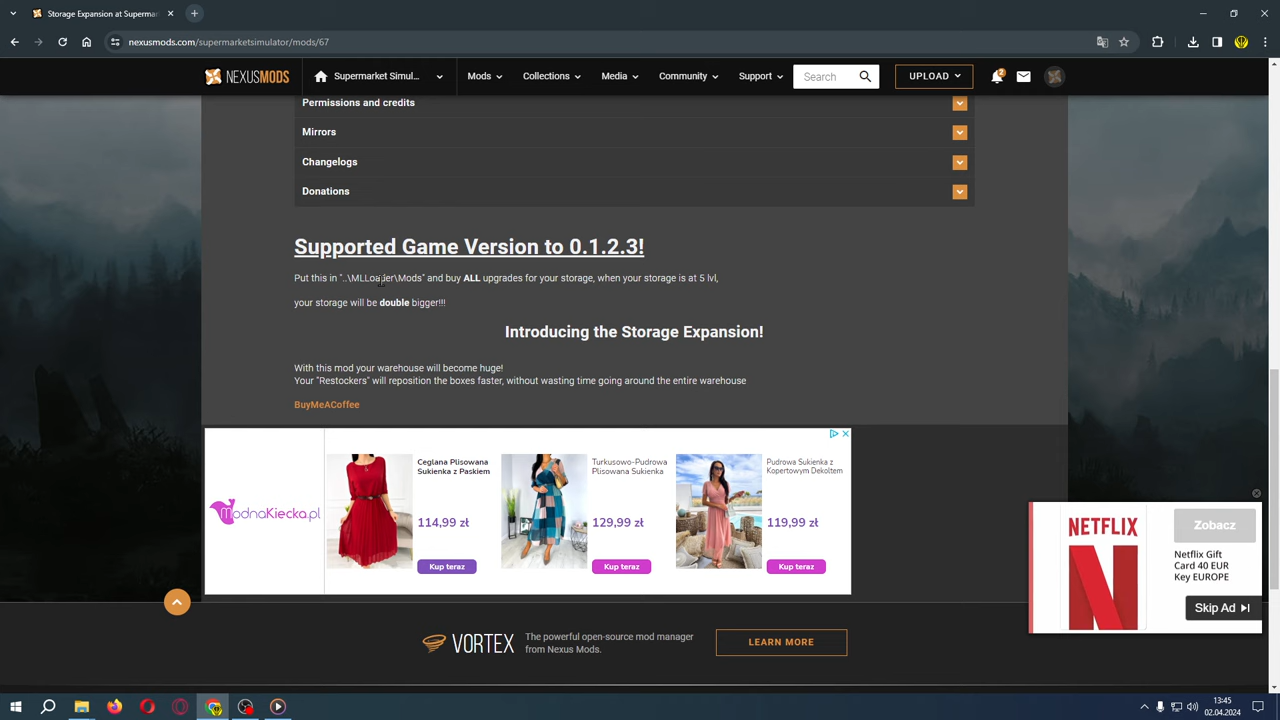 Storage Expansion at Supermar
nexusmods.com/supermarketsimulator/mods/67
NEXUSMODS
Supermarket Simul...
Mods
Collections
Media
Community
Support
Search
UPLOAD
2
Permissions and credits
Mirrors
Changelogs
Donations
Supported Game Version to 0.1.2.3!
Put this in "..\MLLoader\Mods" and buy ALL upgrades for your storage, when your storage is at 5 lvl,
your storage will be double bigger!!!
Introducing the Storage Expansion!
With this mod your warehouse will become huge!
Your "Restockers" will reposition the boxes faster, without wasting time going around the entire warehouse
BuyMeACoffee
ModnaKiecka.pl
Ceglana Plisowana
Sukienka z Paskiem
114,99 zł
Kup teraz
Turkusowo-Pudrowa
Plisowana Sukienka
129,99 zł
Kup teraz
Pudrowa Sukienka z
Kopertowym Dekoltem
119,99 zł
Kup teraz
NETFLIX
Zobacz
Netflix Gift
Card 40 EUR
Key EUROPE
Skip Ad
VORTEX
The powerful open-source mod manager
from Nexus Mods.
LEARN MORE
13:45
02.04.2024